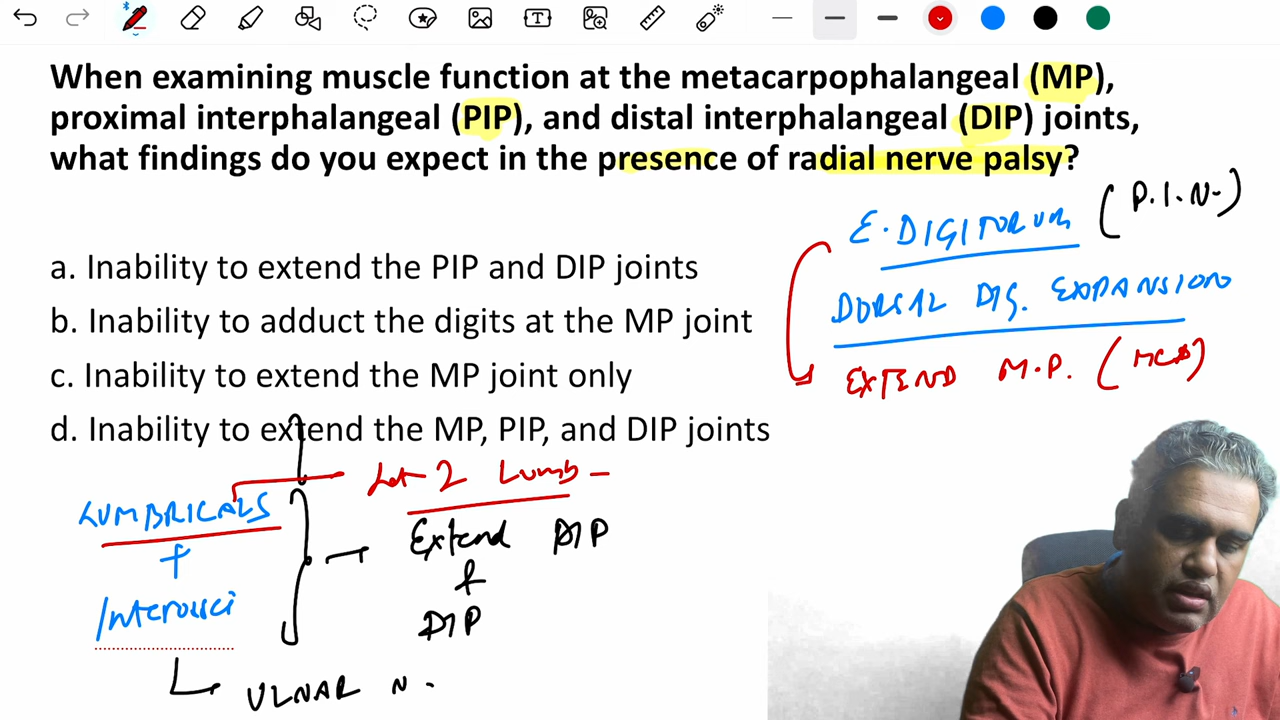 When examining muscle function at the metacarpophalangeal (MP),
proximal interphalangeal (PIP), and distal interphalangeal (DIP) joints,
what findings do you expect in the presence of radial nerve palsy?
a. Inability to extend the PIP and DIP joints
b. Inability to adduct the digits at the MP joint
c. Inability to extend the MP joint only
d. Inability to extend the MP, PIP, and DIP joints
E. DIGITORUM (P.I.N.)
DORSAL DIG. EXPANSION
EXTEND M.P. (MCP)
Lat 2 Lumb -
LUMBRICALS
+
Interossei
Extend PIP
&
DIP
ULNAR N.